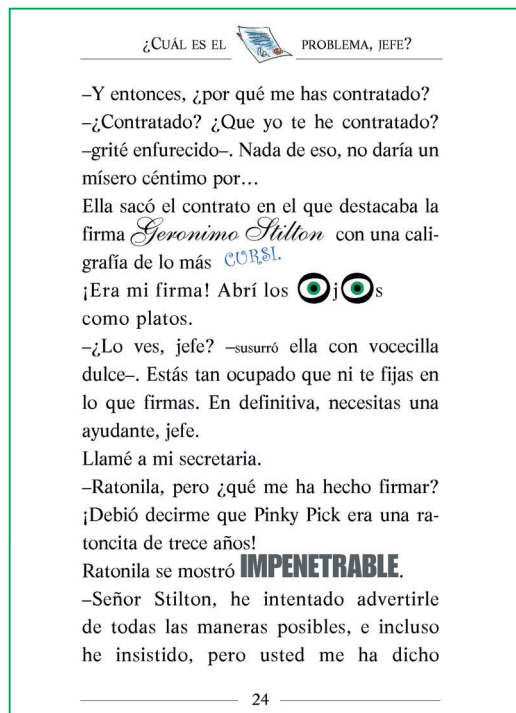 ¿CUÁL ES EL PROBLEMA, JEFE?
–Y entonces, ¿por qué me has contratado?
–¿Contratado? ¿Que yo te he contratado?
–grité enfurecido–. Nada de eso, no daría un
mísero céntimo por…
Ella sacó el contrato en el que destacaba la
firma Geronimo Stilton con una cali-
grafía de lo más CURSI.
¡Era mi firma! Abrí los OjOs
como platos.
–¿Lo ves, jefe? –susurró ella con vocecilla
dulce–. Estás tan ocupado que ni te fijas en
lo que firmas. En definitiva, necesitas una
ayudante, jefe.
Llamé a mi secretaria.
–Ratonila, pero ¿qué me ha hecho firmar?
¡Debió decirme que Pinky Pick era una ra-
toncita de trece años!
Ratonila se mostró IMPENETRABLE.
–Señor Stilton, he intentado advertirle
de todas las maneras posibles, e incluso
he insistido, pero usted me ha dicho
24